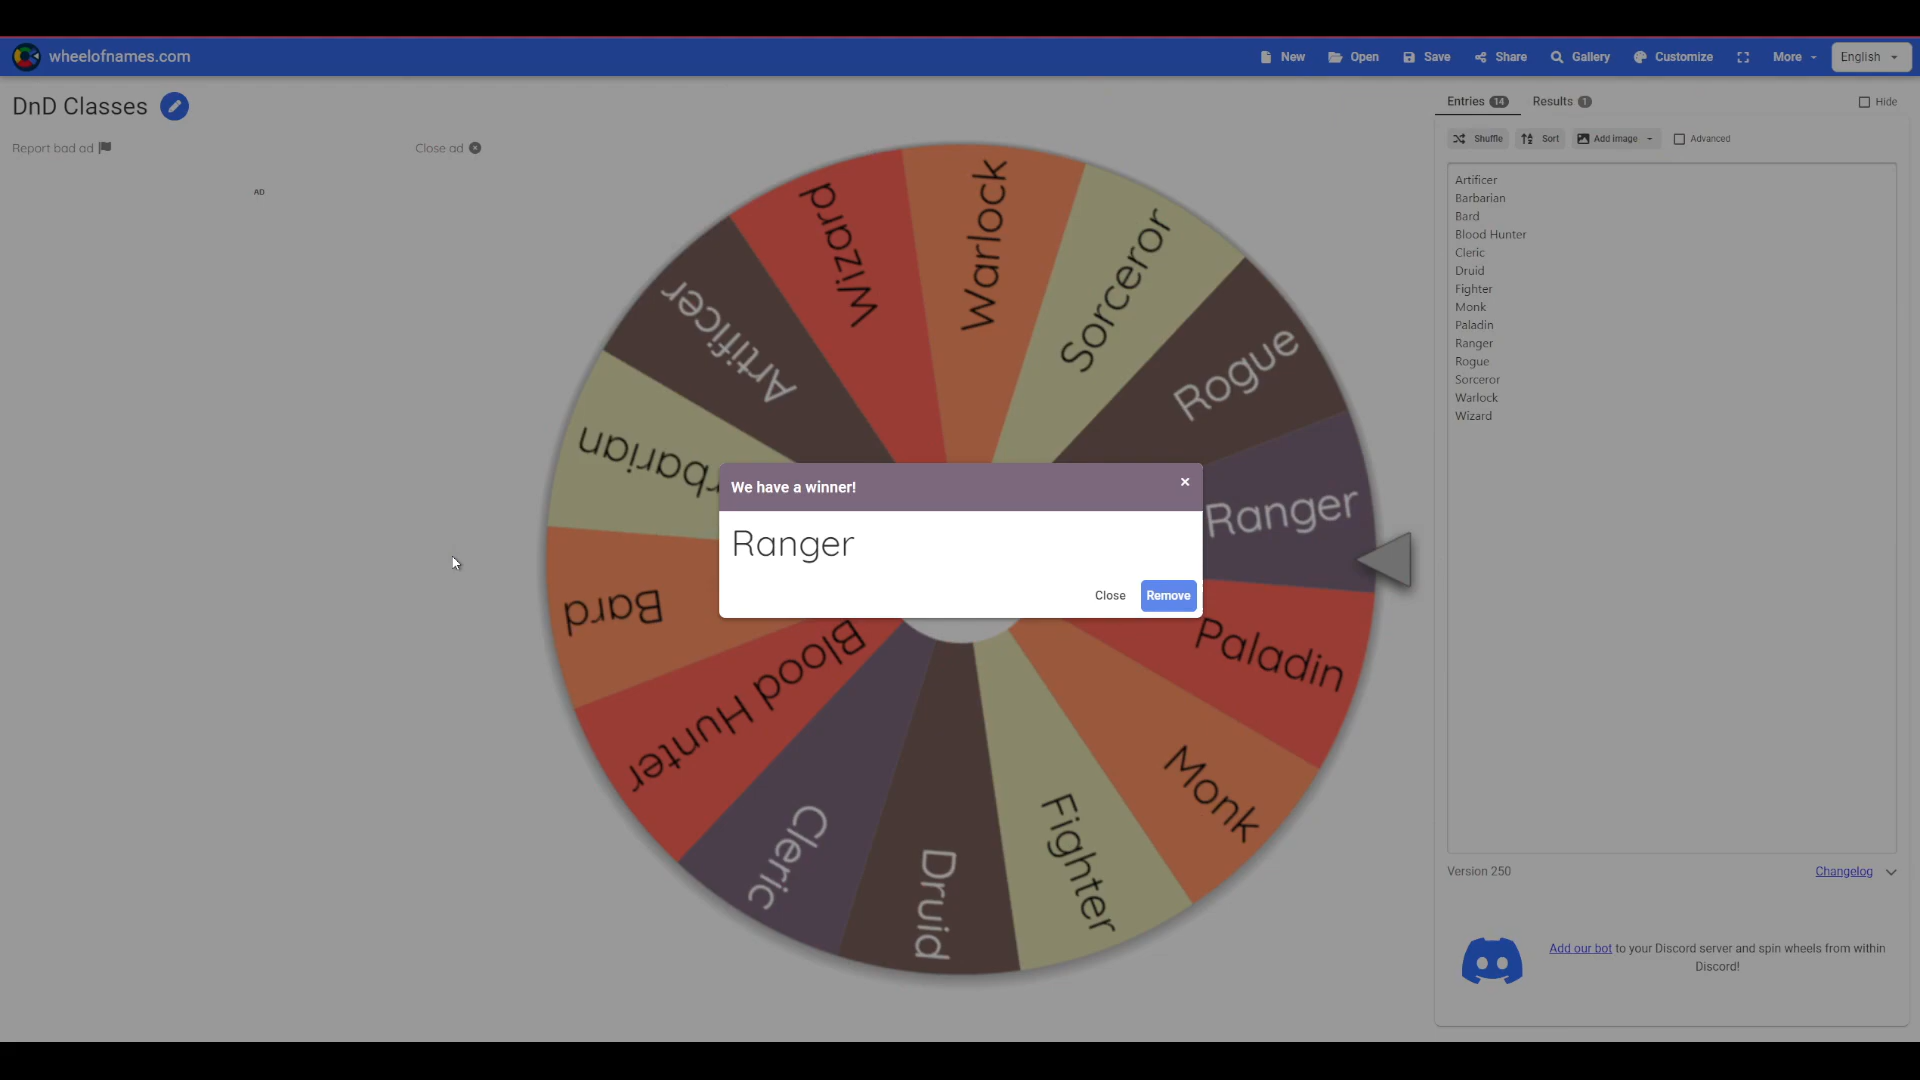 wheelofnames.com
New
Open
Save
Share
Gallery
Customize
More
English
DnD Classes
Report bad ad
Close ad
AD
Entries 14
Results 1
Hide
Shuffle
Sort
Add image
Advanced
Artificer
Barbarian
Bard
Blood Hunter
Cleric
Druid
Fighter
Monk
Paladin
Ranger
Rogue
Sorceror
Warlock
Wizard
Wizard
Warlock
Sorceror
Rogue
Ranger
Paladin
Monk
Fighter
Druid
Cleric
Blood Hunter
Bard
rbarian
Artificer
We have a winner!
×
Ranger
Close
Remove
Version 250
Changelog
Add our bot to your Discord server and spin wheels from within
Discord!